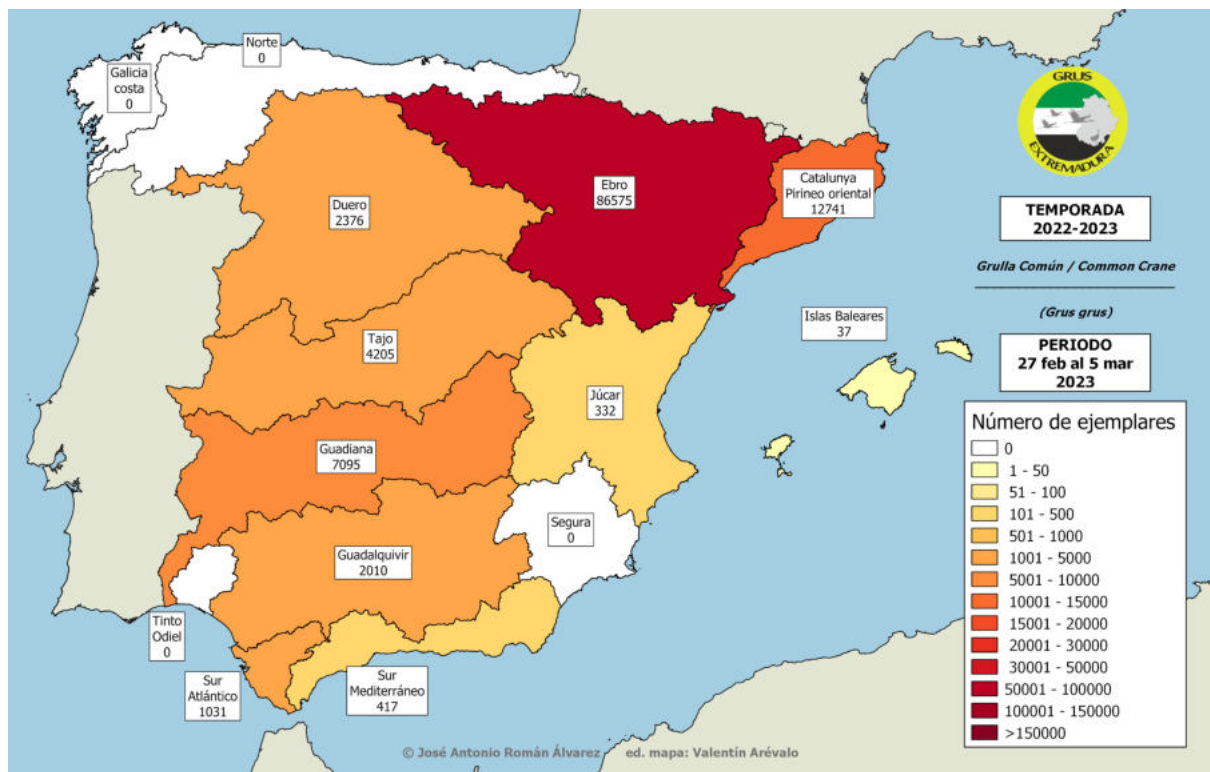 Norte
0
Galicia
costa
0
Ebro
86575
Catalunya
Pirineo oriental
12741
Duero
2376
Tajo
4205
Islas Baleares
37
Júcar
332
Guadiana
7095
Segura
0
Guadalquivir
2010
Tinto
Odiel
0
Sur
Atlántico
1031
Sur
Mediterráneo
417
GRUS
EXTREMADURA
TEMPORADA
2022-2023
Grulla Común / Common Crane
(Grus grus)
PERIODO
27 feb al 5 mar
2023
Número de ejemplares
0
1 - 50
51 - 100
101 - 500
501 - 1000
1001 - 5000
5001 - 10000
10001 - 15000
15001 - 20000
20001 - 30000
30001 - 50000
50001 - 100000
100001 - 150000
>150000
© José Antonio Román Álvarez ed. mapa: Valentín Arévalo